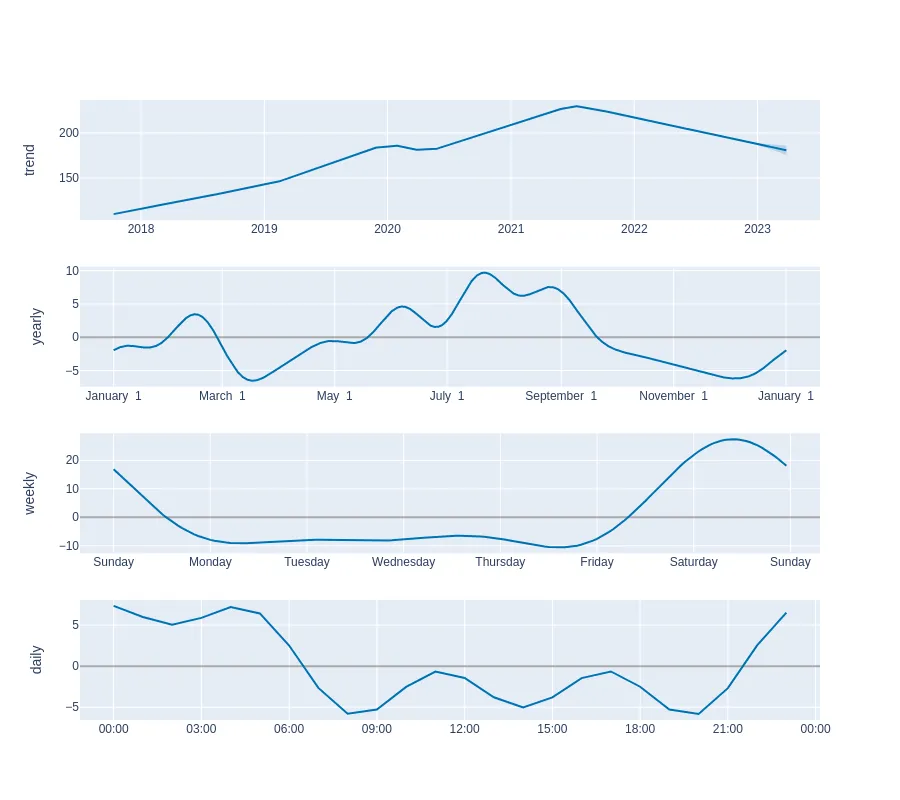 200
150
trend
2018 2019 2020 2021 2022 2023
10
5
0
−5
yearly
January 1 March 1 May 1 July 1 September 1 November 1 January 1
20
10
0
−10
weekly
Sunday Monday Tuesday Wednesday Thursday Friday Saturday Sunday
5
0
−5
daily
00:00 03:00 06:00 09:00 12:00 15:00 18:00 21:00 00:00